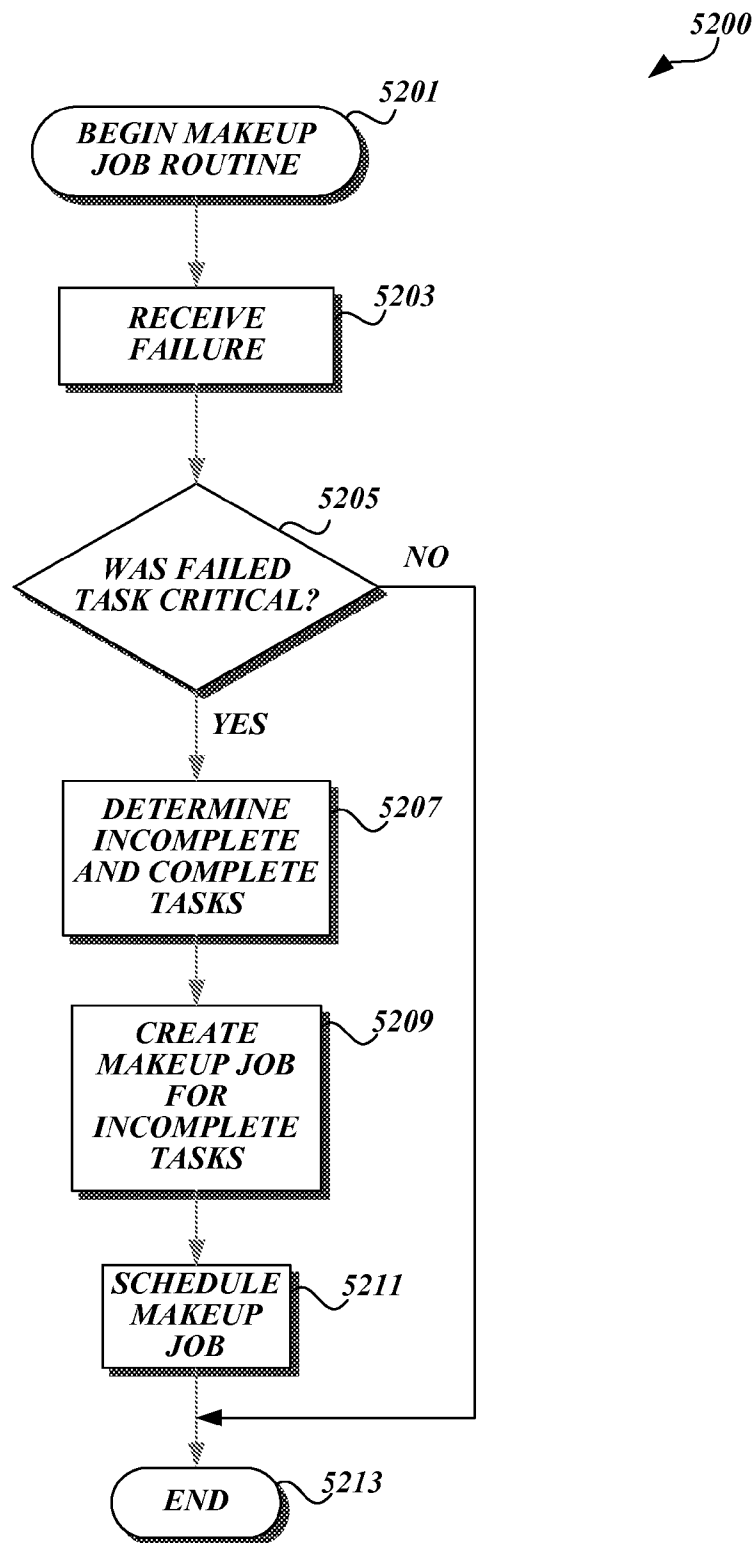 5200
5201
BEGIN MAKEUP
JOB ROUTINE
5203
RECEIVE
FAILURE
5205
WAS FAILED
TASK CRITICAL?
NO
YES
5207
DETERMINE
INCOMPLETE
AND COMPLETE
TASKS
5209
CREATE
MAKEUP JOB
FOR
INCOMPLETE
TASKS
5211
SCHEDULE
MAKEUP
JOB
END
5213